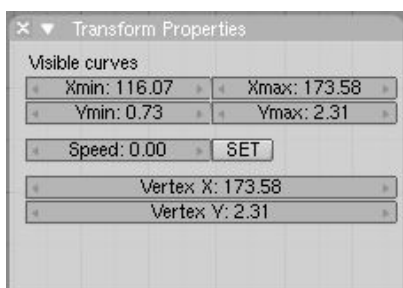 Transform Properties
Visible curves
Xmin: 116.07 Xmax: 173.58
Ymin: 0.73 Ymax: 2.31
Speed: 0.00 SET
Vertex X: 173.58
Vertex Y: 2.31